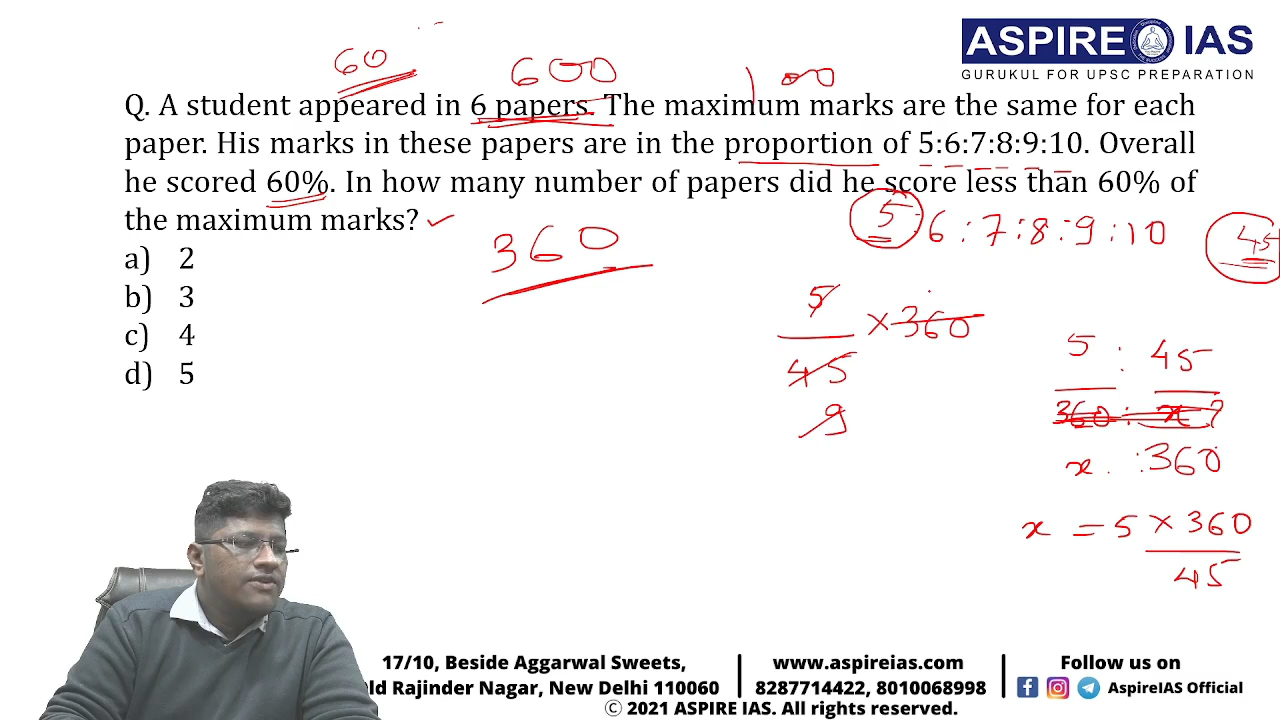 ASPIRE IAS
GURUKUL FOR UPSC PREPARATION
60
600
100
Q. A student appeared in 6 papers. The maximum marks are the same for each
paper. His marks in these papers are in the proportion of 5:6:7:8:9:10. Overall
he scored 60%. In how many number of papers did he score less than 60% of
the maximum marks?
a) 2
b) 3
c) 4
d) 5
360
5 6:7:8:9:10
45
5
45
× 360
9
5 : 45
360 : x ?
x : 360
x = 5 × 360
45
17/10, Beside Aggarwal Sweets,
ld Rajinder Nagar, New Delhi 110060
www.aspireias.com
8287714422, 8010068998
Follow us on
AspireIAS Official
© 2021 ASPIRE IAS. All rights reserved.